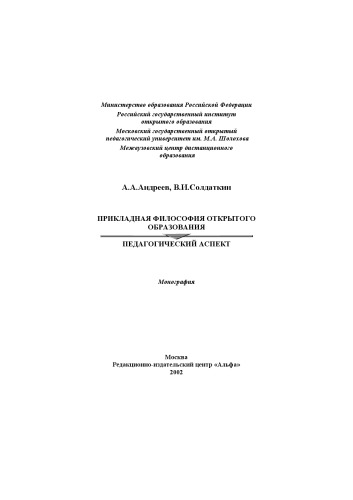 Министерство образования Российской Федерации
Российский государственный институт
открытого образования
Московский государственный открытый
педагогический университет им. М.А. Шолохова
Межвузовский центр дистанционного
образования
А.А.Андреев, В.И.Солдаткин
ПРИКЛАДНАЯ ФИЛОСОФИЯ ОТКРЫТОГО
ОБРАЗОВАНИЯ
ПЕДАГОГИЧЕСКИЙ АСПЕКТ
Монография
Москва
Редакционно-издательский центр «Альфа»
2002